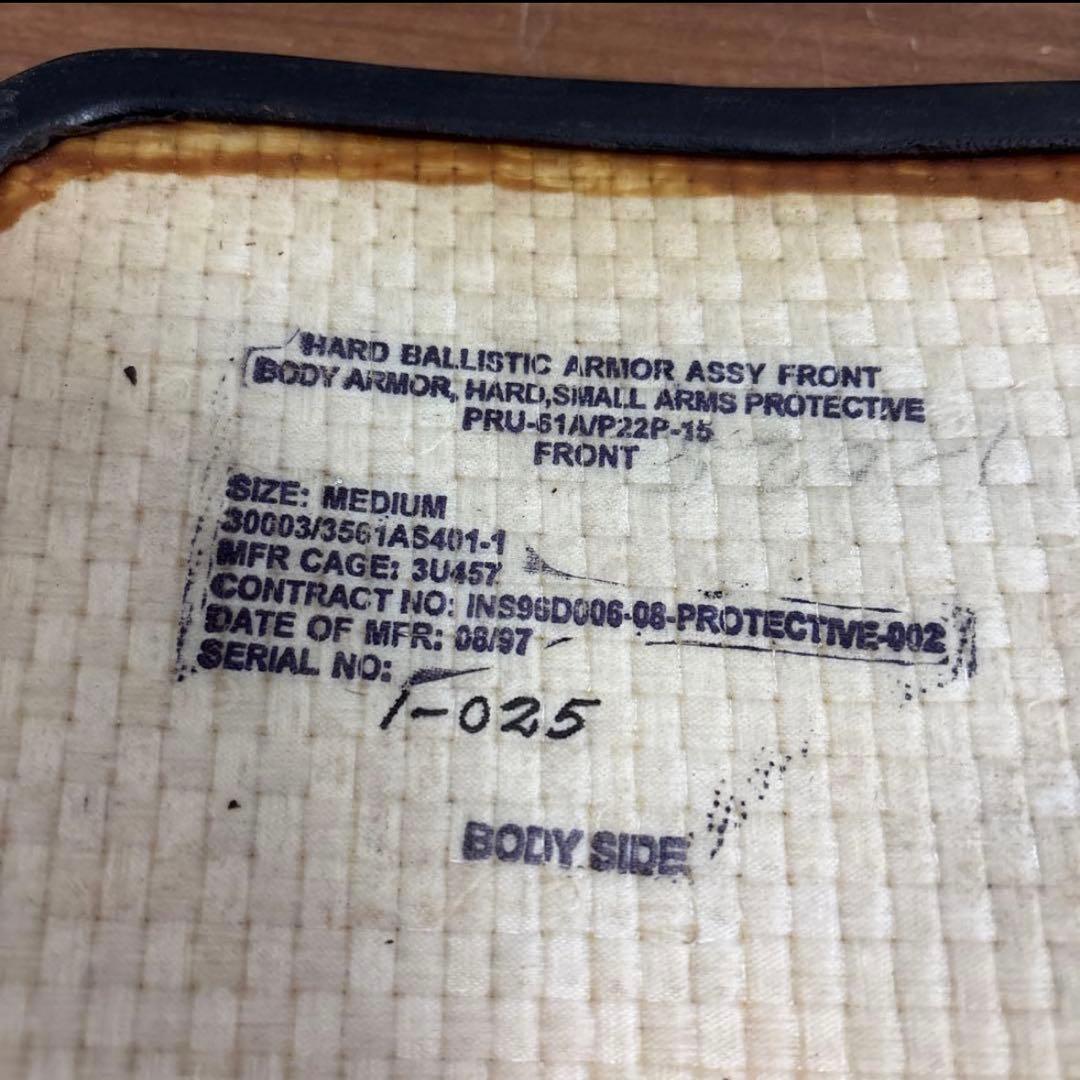 HARD BALLISTIC ARMOR ASSY FRONT
BODY ARMOR, HARD,SMALL ARMS PROTECTIVE
PRU-61A/P22P-15
FRONT
SIZE: MEDIUM
30003/3561AS401-1
MFR CAGE: 3U457
CONTRACT NO: INS96D006-08-PROTECTIVE-002
DATE OF MFR: 08/97
SERIAL NO:
1-025
BODY SIDE